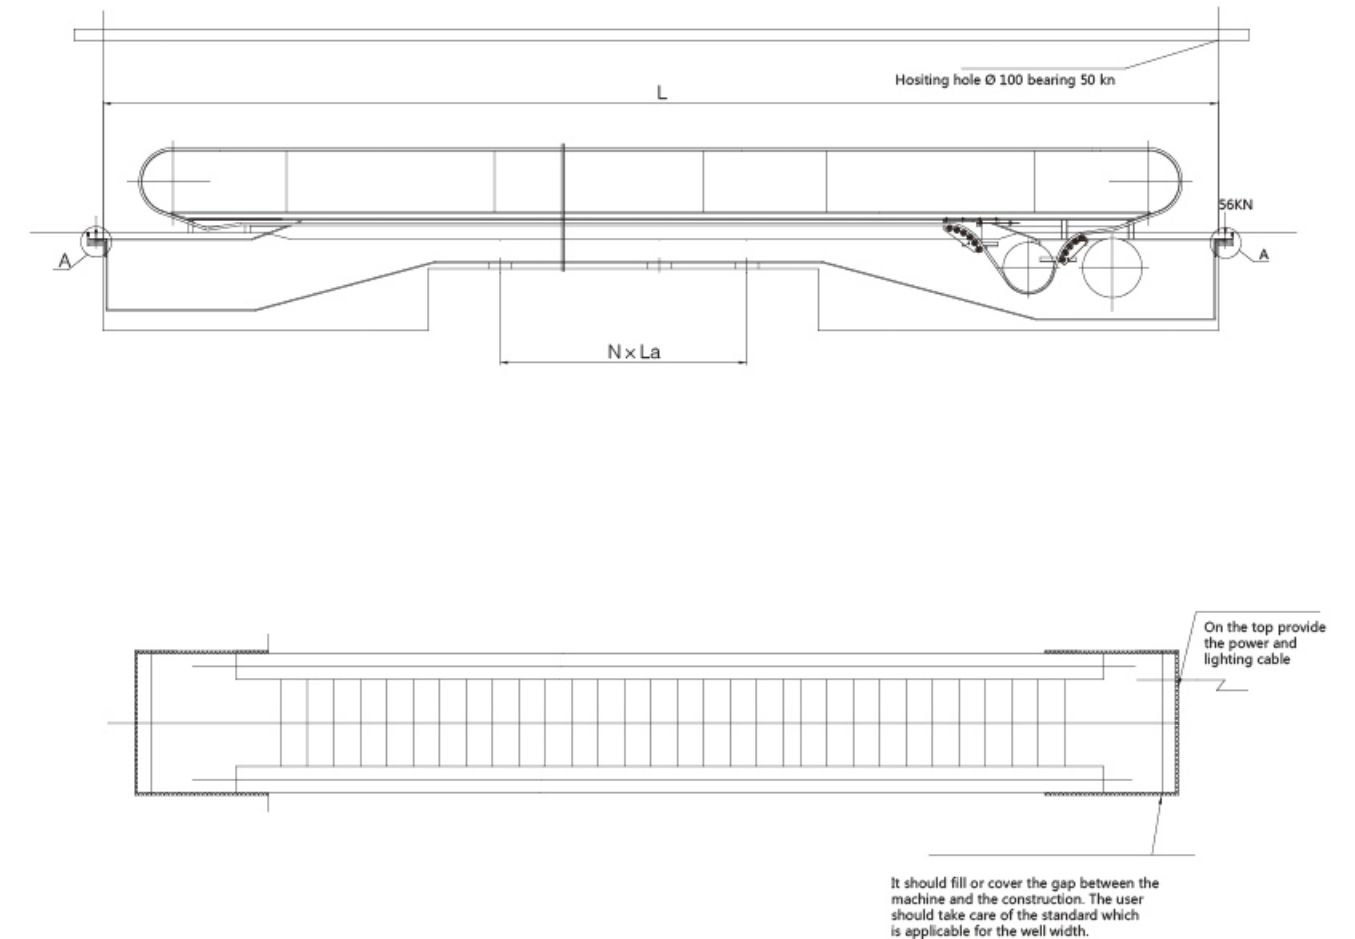 Hositing hole Ø 100 bearing 50 kn
L
56KN
A
A
N x La
On the top provide
the power and
lighting cable
It should fill or cover the gap between the
machine and the construction. The user
should take care of the standard which
is applicable for the well width.